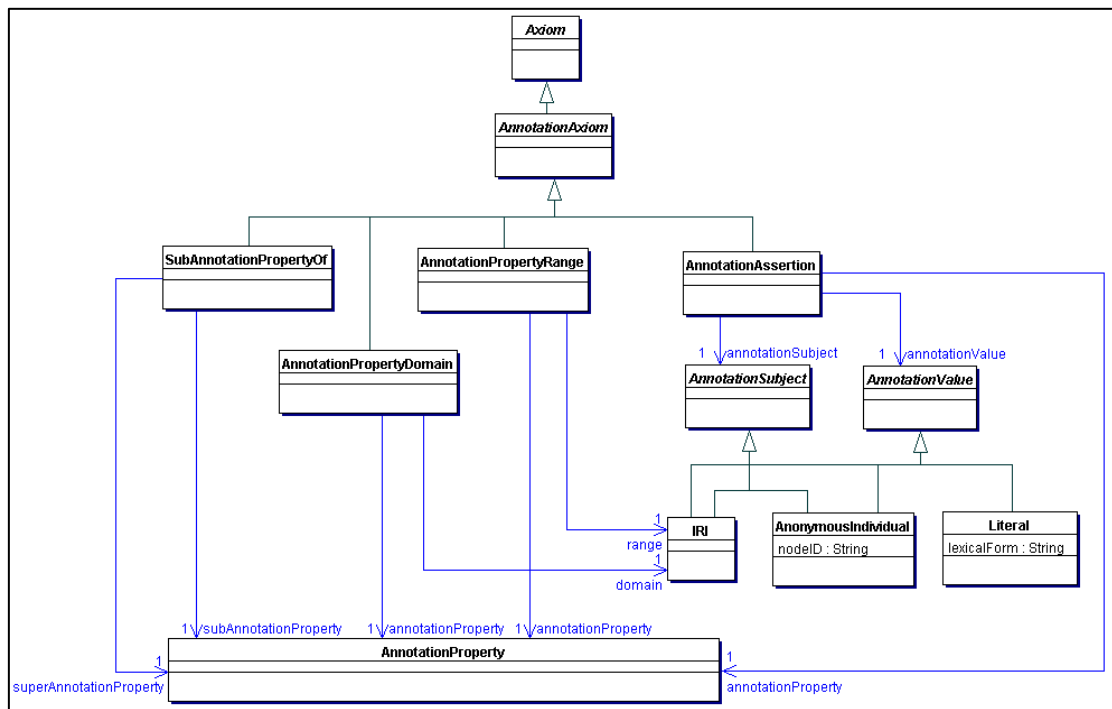 Axiom
AnnotationAxiom
SubAnnotationPropertyOf
AnnotationPropertyRange
AnnotationAssertion
AnnotationPropertyDomain
1 annotationSubject
1 annotationValue
AnnotationSubject
AnnotationValue
1
IRI
range
1
domain
AnonymousIndividual
nodeID : String
Literal
lexicalForm : String
1 subAnnotationProperty
1 annotationProperty
1 annotationProperty
AnnotationProperty
1
superAnnotationProperty
1
annotationProperty